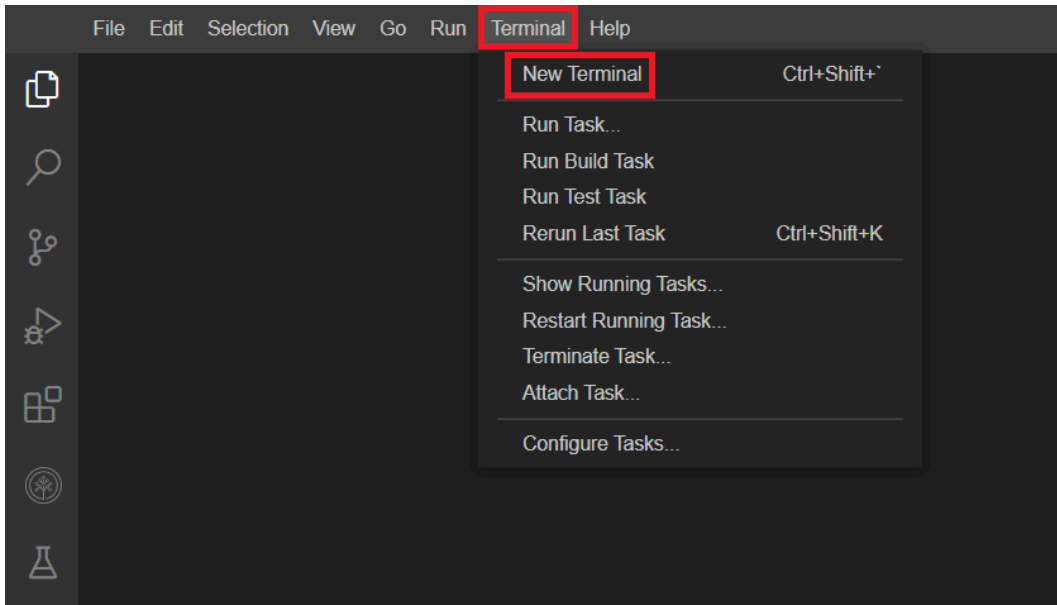 File Edit Selection View Go Run Terminal Help
New Terminal Ctrl+Shift+`
Run Task...
Run Build Task
Run Test Task
Rerun Last Task Ctrl+Shift+K
Show Running Tasks...
Restart Running Task...
Terminate Task...
Attach Task...
Configure Tasks...